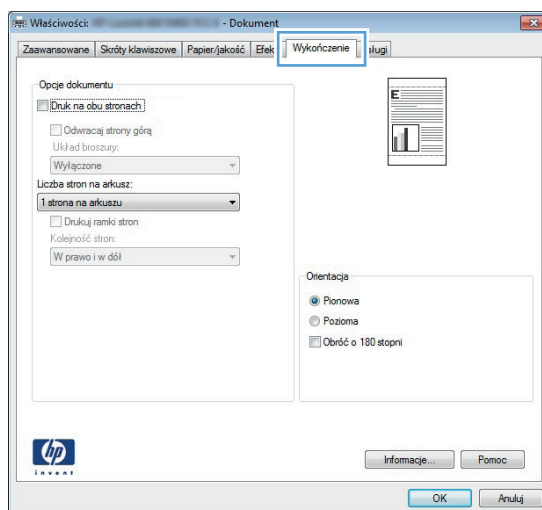 Właściwości: - Dokument
Zaawansowane Skróty klawiszowe Papier/jakość Efek Wykończenie sługi
Opcje dokumentu
Druk na obu stronach
Odwracaj strony górą
Układ broszury:
Wyłączone
Liczba stron na arkusz:
1 strona na arkuszu
Drukuj ramki stron
Kolejność stron:
W prawo i w dół
E
Orientacja
Pionowa
Pozioma
Obróć o 180 stopni
hp
invent
Informacje... Pomoc
OK Anuluj